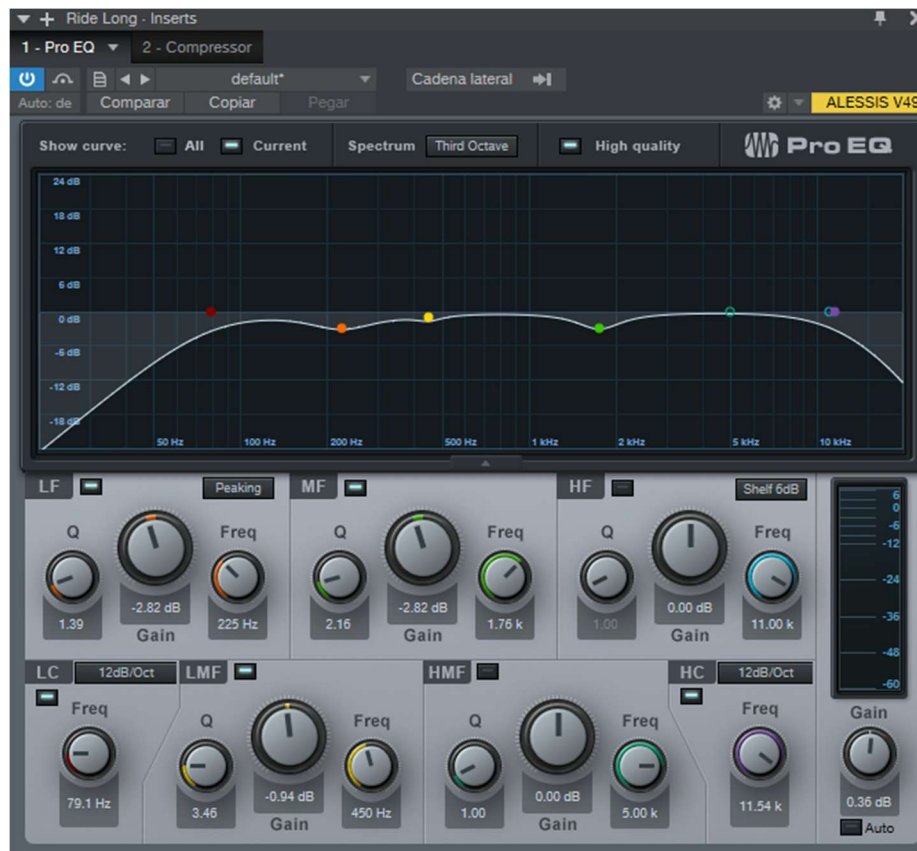 Ride Long - Inserts
1 - Pro EQ 2 - Compressor
default* Cadena lateral
Auto: de Comparar Copiar Pegar ALESSIS V49
Show curve: All Current Spectrum Third Octave High quality Pro EQ
24 dB
18 dB
12 dB
6 dB
0 dB
-6 dB
-12 dB
-18 dB
50 Hz 100 Hz 200 Hz 500 Hz 1 kHz 2 kHz 5 kHz 10 kHz
LF Peaking MF HF Shelf 6dB
Q Freq Q Freq Q Freq
-2.82 dB -2.82 dB 0.00 dB
1.39 Gain 225 Hz 2.16 Gain 1.76 k 1.00 Gain 11.00 k
6
0
-6
-12
-24
-36
-48
-60
LC 12dB/Oct LMF HMF HC 12dB/Oct
Freq Q Freq Q Freq Freq Gain
79.1 Hz 3.46 -0.94 dB 450 Hz 1.00 0.00 dB 5.00 k 11.54 k 0.36 dB
Gain Gain Auto